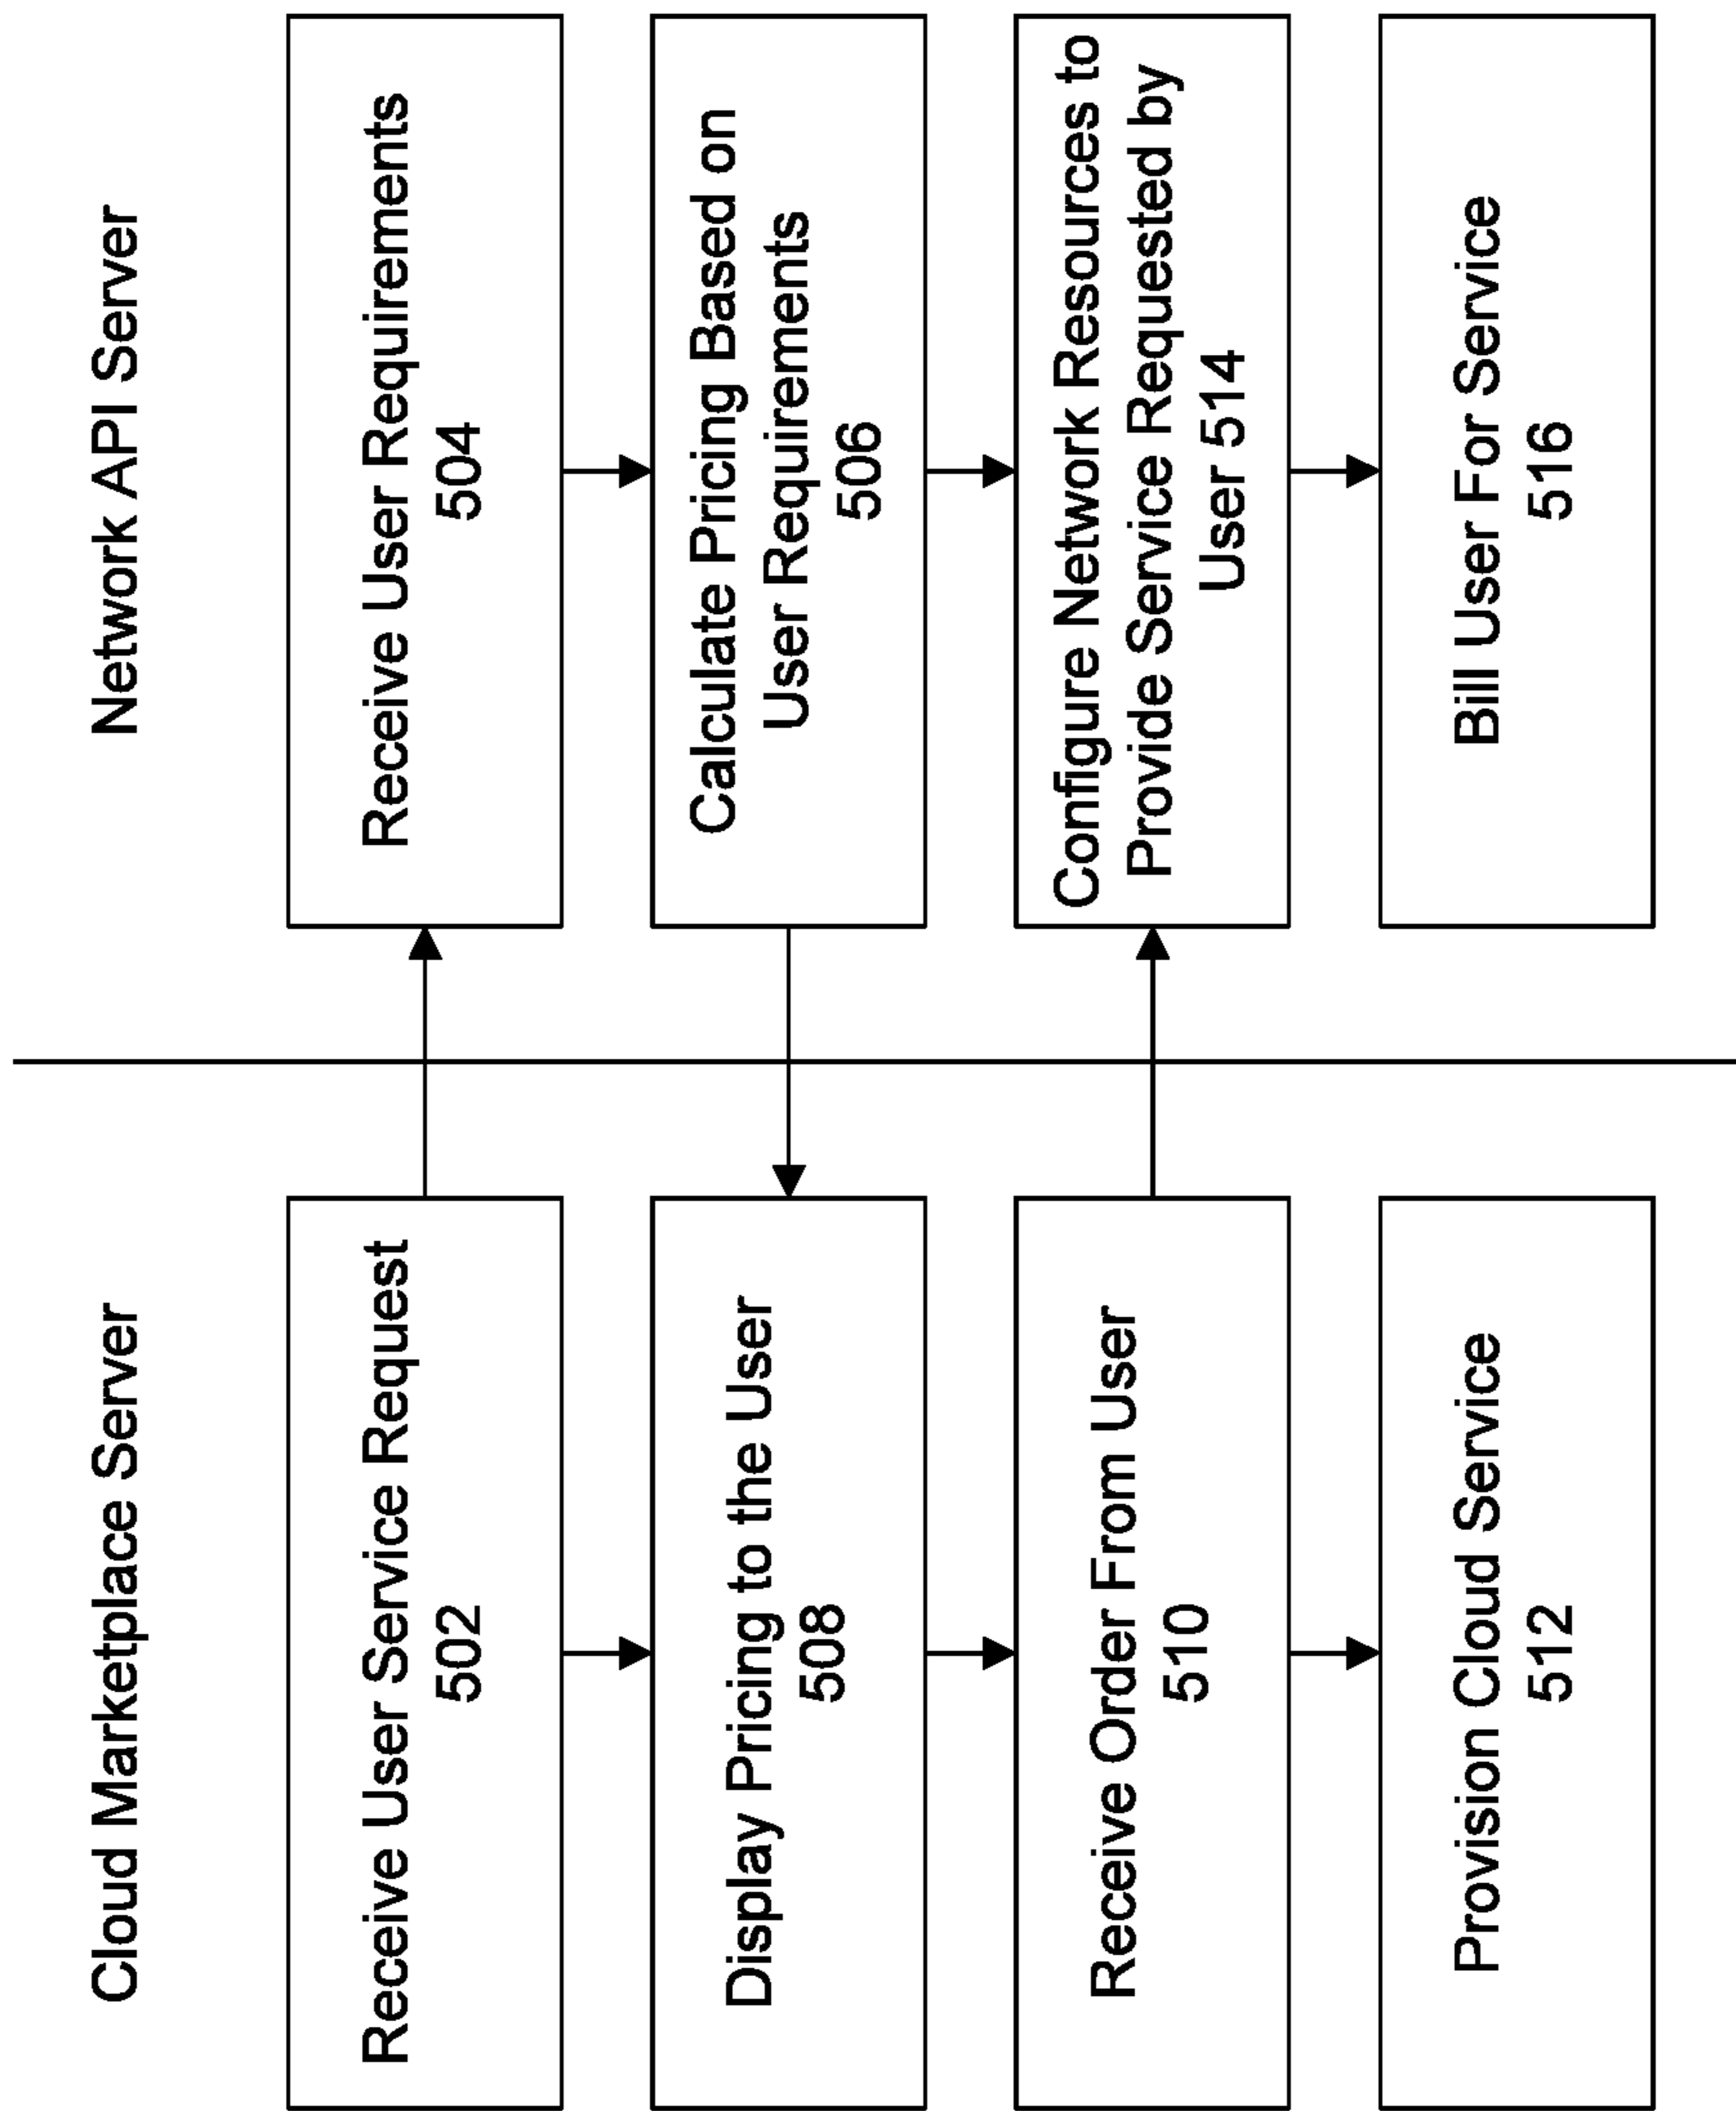 Cloud Marketplace Server
Network API Server
Receive User Service Request
502
Receive User Requirements
504
Display Pricing to the User
508
Calculate Pricing Based on
User Requirements
506
Receive Order From User
510
Configure Network Resources to
Provide Service Requested by
User 514
Provision Cloud Service
512
Bill User For Service
516